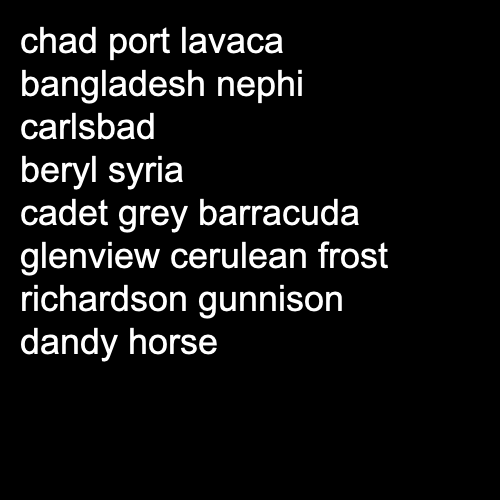 chad port lavaca
bangladesh nephi
carlsbad
beryl syria
cadet grey barracuda
glenview cerulean frost
richardson gunnison
dandy horse